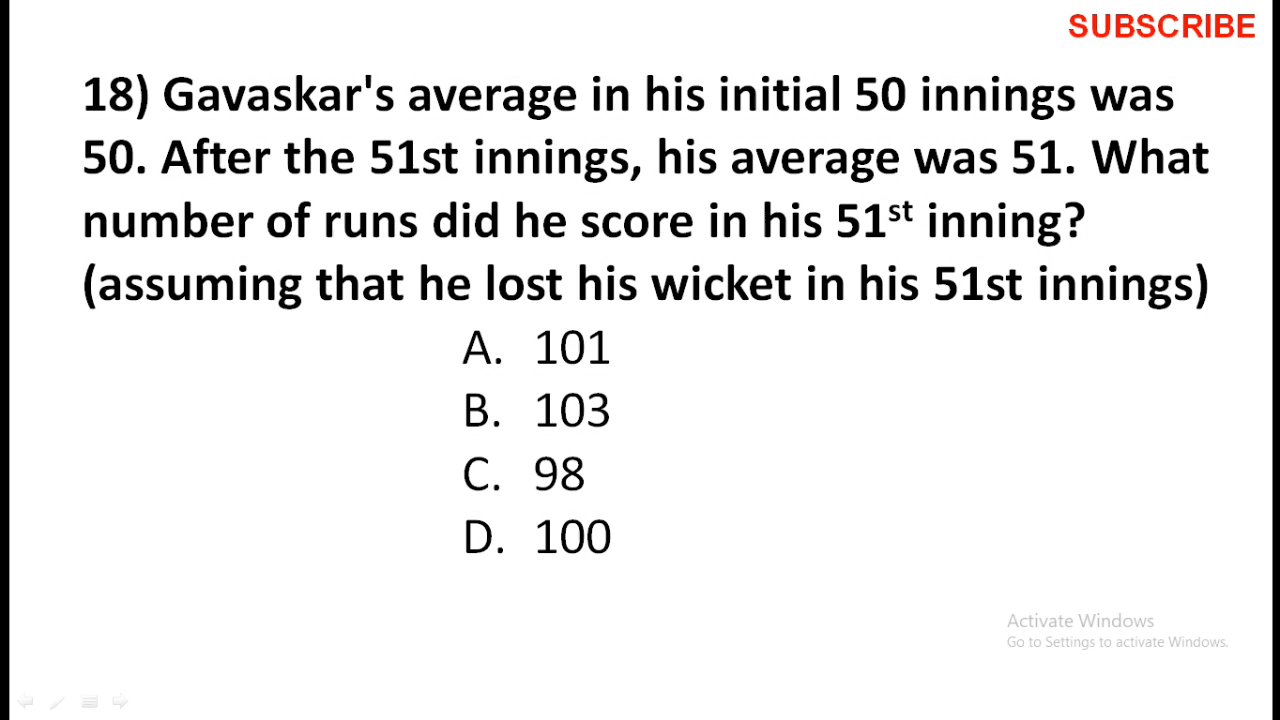 SUBSCRIBE
18) Gavaskar's average in his initial 50 innings was
50. After the 51st innings, his average was 51. What
number of runs did he score in his 51st inning?
(assuming that he lost his wicket in his 51st innings)
A. 101
B. 103
C. 98
D. 100
Activate Windows
Go to Settings to activate Windows.